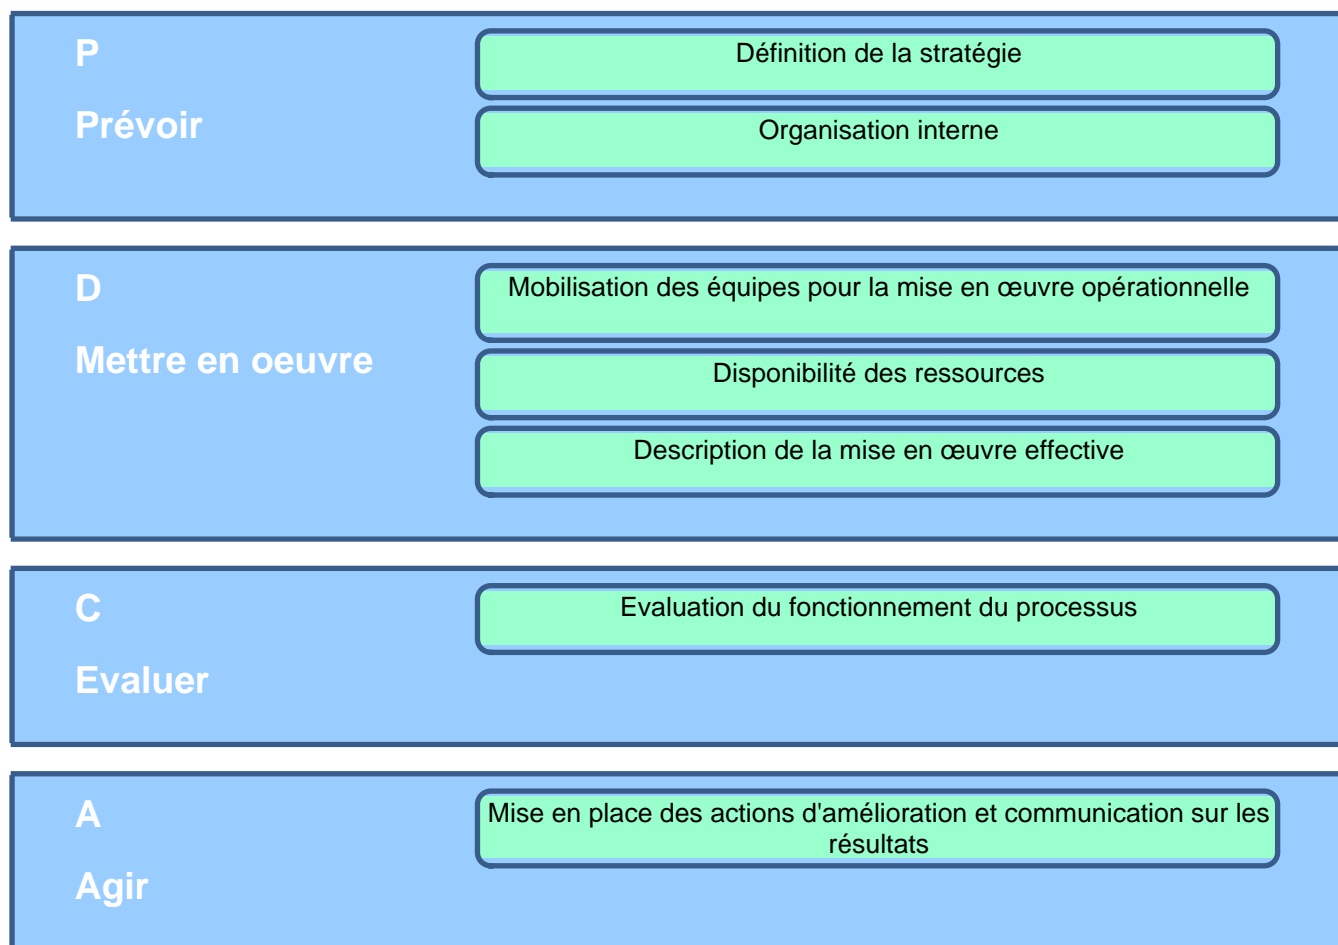 P
Prévoir
Définition de la stratégie
Organisation interne
D
Mettre en oeuvre
Mobilisation des équipes pour la mise en œuvre opérationnelle
Disponibilité des ressources
Description de la mise en œuvre effective
C
Evaluer
Evaluation du fonctionnement du processus
A
Agir
Mise en place des actions d'amélioration et communication sur les
résultats